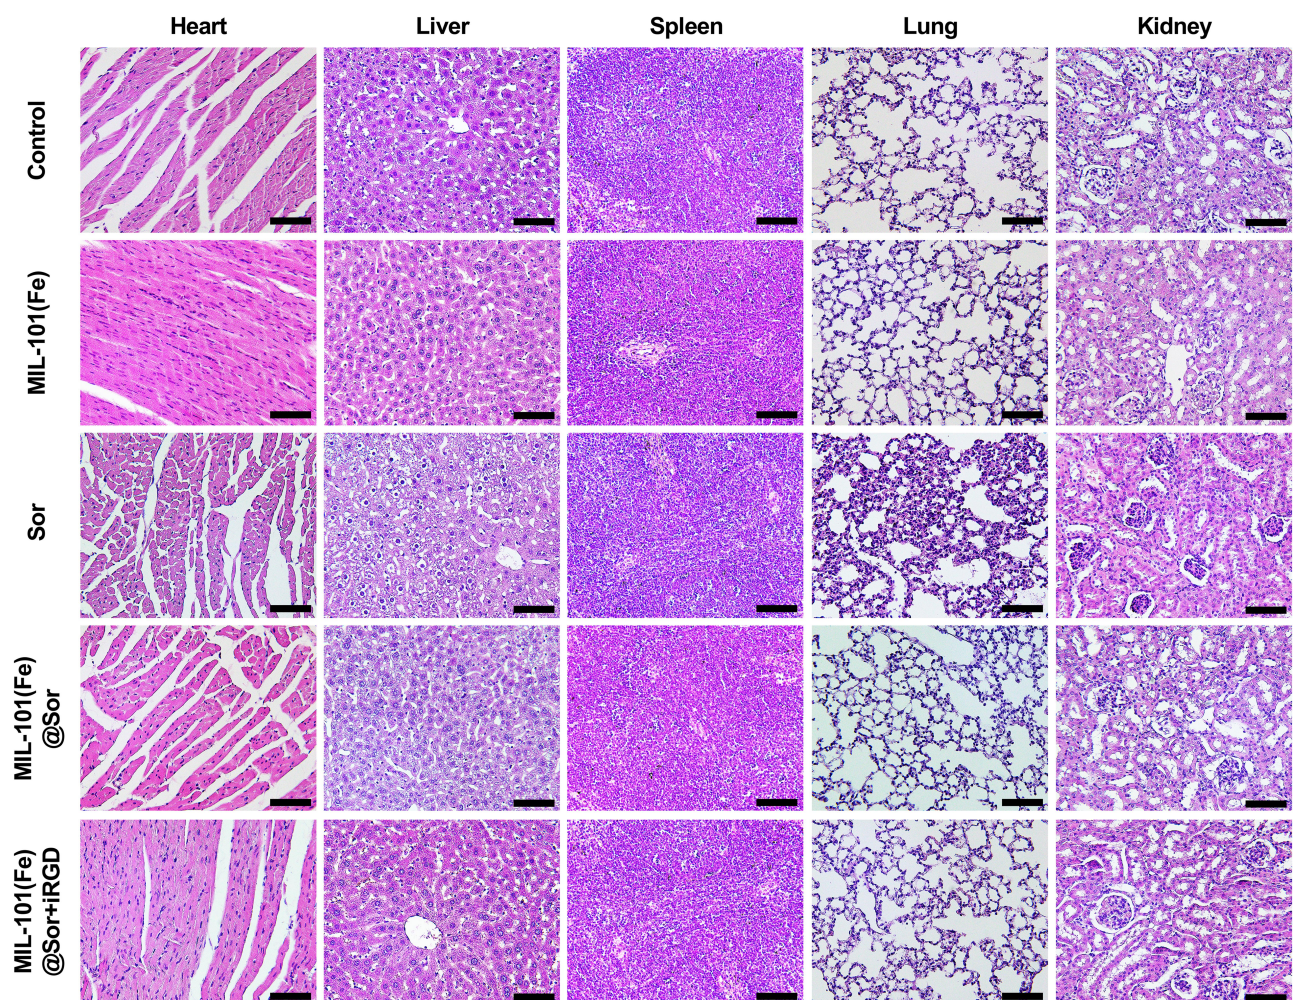 Heart Liver Spleen Lung Kidney
Control
MIL-101(Fe)
Sor
MIL-101(Fe)
@Sor
MIL-101(Fe)
@Sor+iRGD